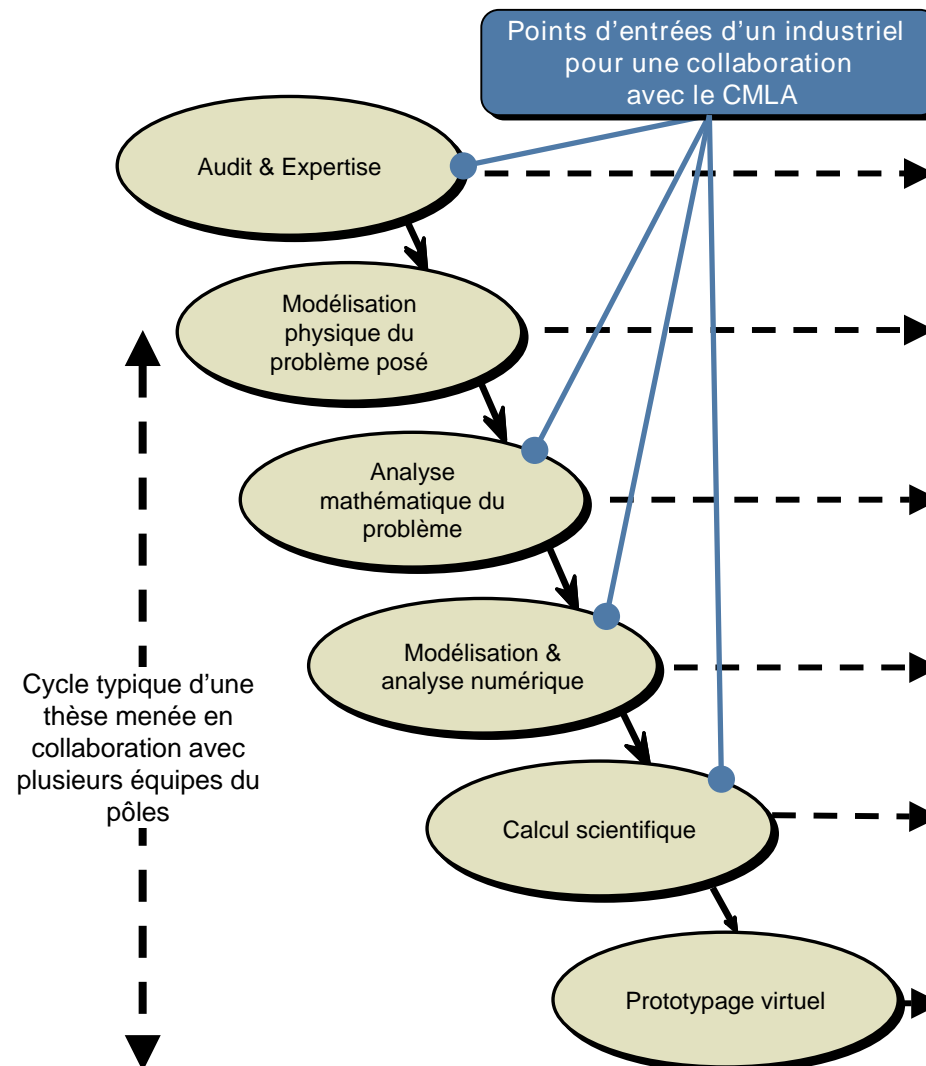 Points d’entrées d’un industriel
pour une collaboration
avec le CMLA
Audit & Expertise
Modélisation
physique du
problème posé
Analyse
mathématique du
problème
Modélisation &
analyse numérique
Cycle typique d’une
thèse menée en
collaboration avec
plusieurs équipes du
pôles
Calcul scientifique
Prototypage virtuel